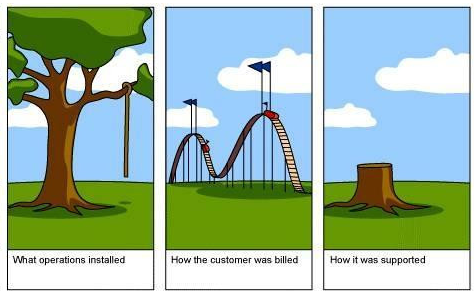 What operations installed
How the customer was billed
How it was supported